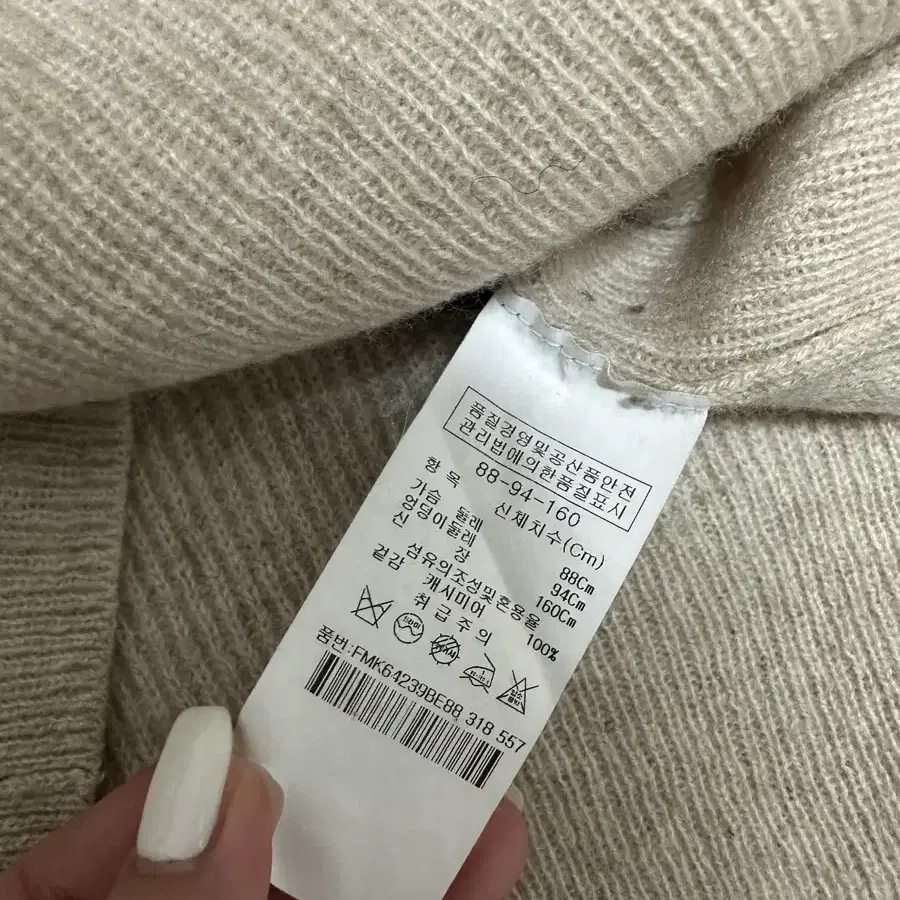 품질경영및공산품안전
관리법에의한품질표시
88-94-160
항 목 신체치수(Cm)
가슴 둘레 88Cm
엉덩이둘레 94Cm
신 장 160Cm
섬유의조성및혼용율
겉감 캐시미어 100%
취 급 주 의
품번:FMK64239BE88 318 557